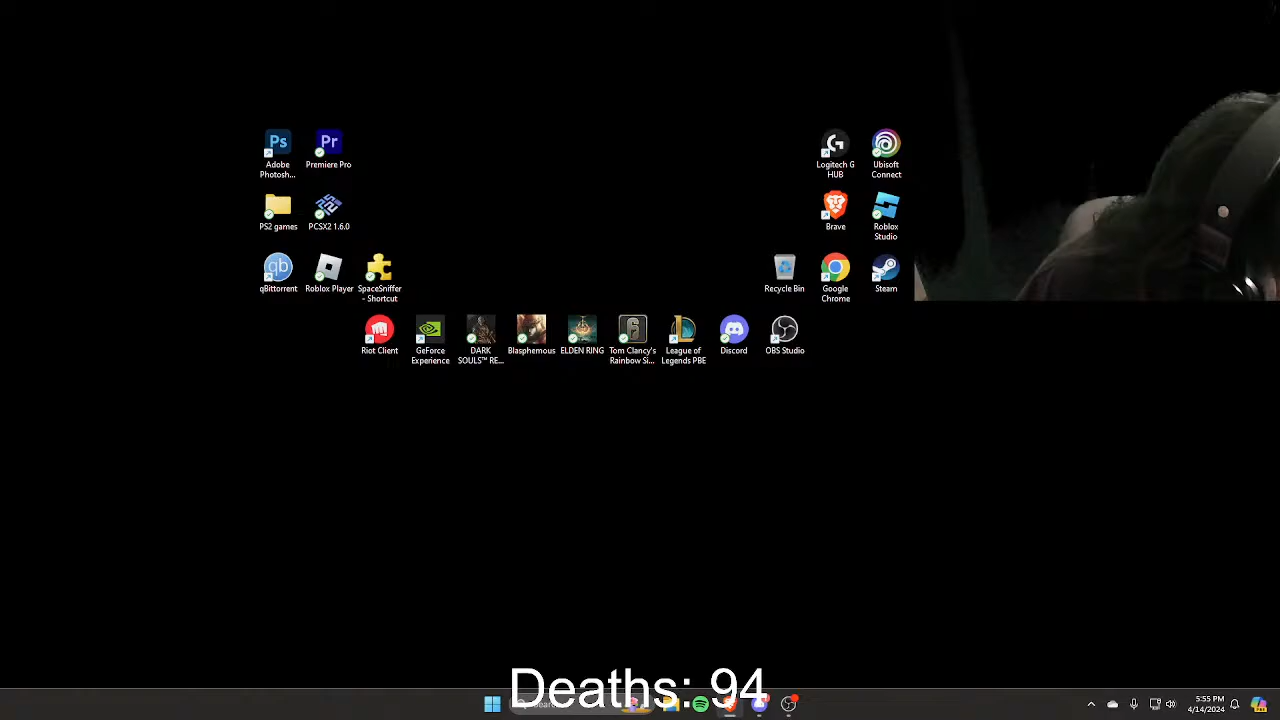 Adobe
Photosh...
Premiere Pro
Logitech G
HUB
Ubisoft
Connect
PS2 games
PCSX2 1.6.0
Brave
Roblox
Studio
qBittorrent
Roblox Player
SpaceSniffer
- Shortcut
Recycle Bin
Google
Chrome
Steam
Riot Client
GeForce
Experience
DARK
SOULS™ RE...
Blasphemous
ELDEN RING
Tom Clancy's
Rainbow Si...
League of
Legends PBE
Discord
OBS Studio
Deaths: 94
5:55 PM
4/14/2024